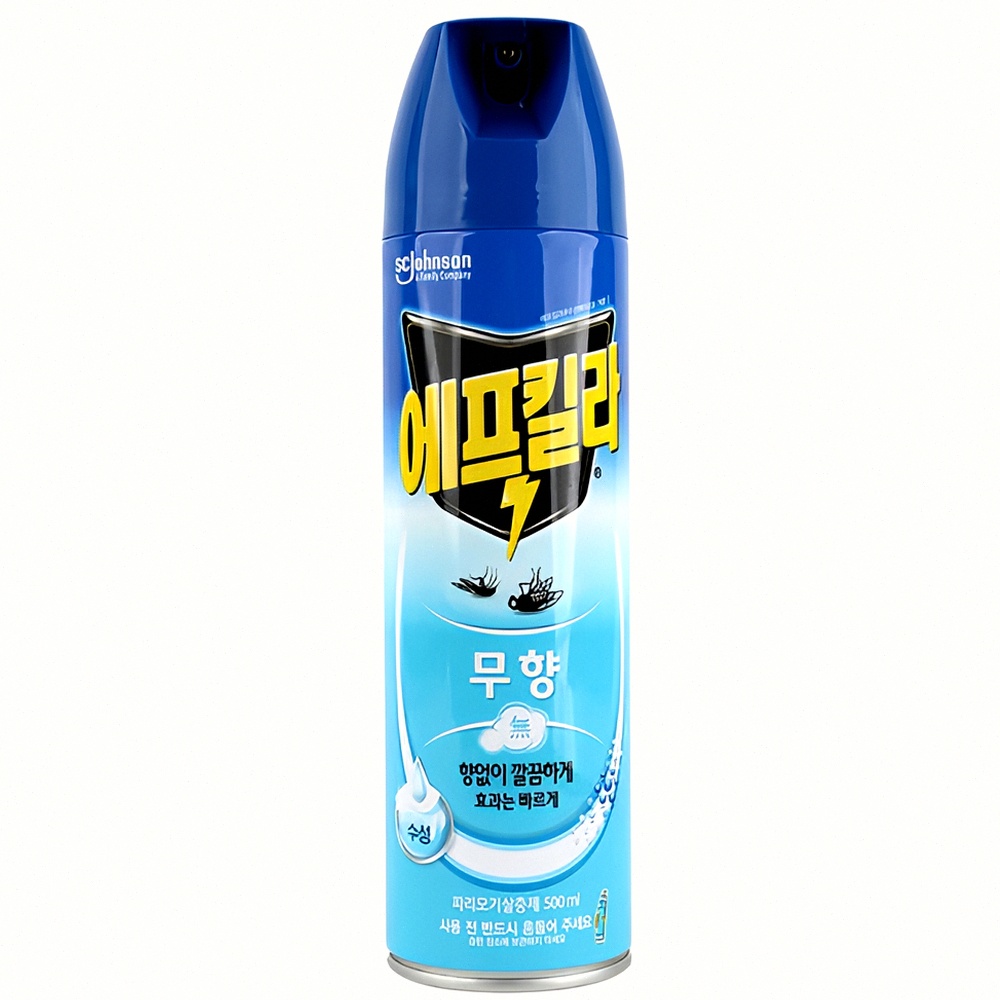 scjohnson
A Family Company
에프킬라
®
무향
無
향없이 깔끔하게
효과는 빠르게
수성
파리모기살충제 500 ml
사용 전 반드시 흔들어 주세요